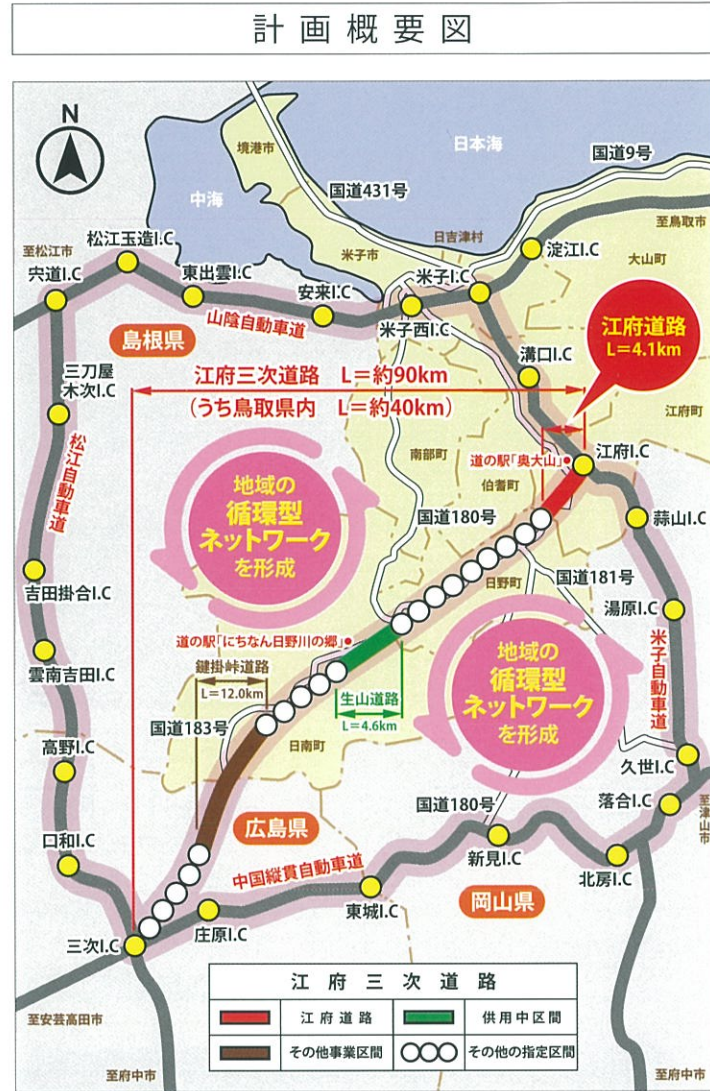 計画概要図
N
日本海
国道9号
境港市
国道431号
中海
至鳥取市
至松江市
松江玉造I.C
米子市
日吉津村
淀江I.C
大山町
宍道I.C
東出雲I.C
安来I.C
米子I.C
米子西I.C
山陰自動車道
島根県
江府道路
L=4.1km
溝口I.C
三刀屋
木次I.C
江府三次道路 L=約90km
(うち鳥取県内 L=約40km)
江府町
松江自動車道
南部町
道の駅「奥大山」
江府I.C
伯耆町
地域の
循環型
ネットワーク
を形成
国道180号
蒜山I.C
吉田掛合I.C
日野町
国道181号
湯原I.C
道の駅「にちなん日野川の郷」
雲南吉田I.C
鍵掛峠道路
L=12.0km
生山道路
L=4.6km
地域の
循環型
ネットワーク
を形成
米子自動車道
国道183号
日南町
高野I.C
久世I.C
国道180号
落合I.C
至津山市
広島県
口和I.C
新見I.C
中国縦貫自動車道
北房I.C
岡山県
東城I.C
庄原I.C
三次I.C
江府三次道路
江府道路
供用中区間
その他事業区間
その他の指定区間
至安芸高田市
至府中市
至府中市